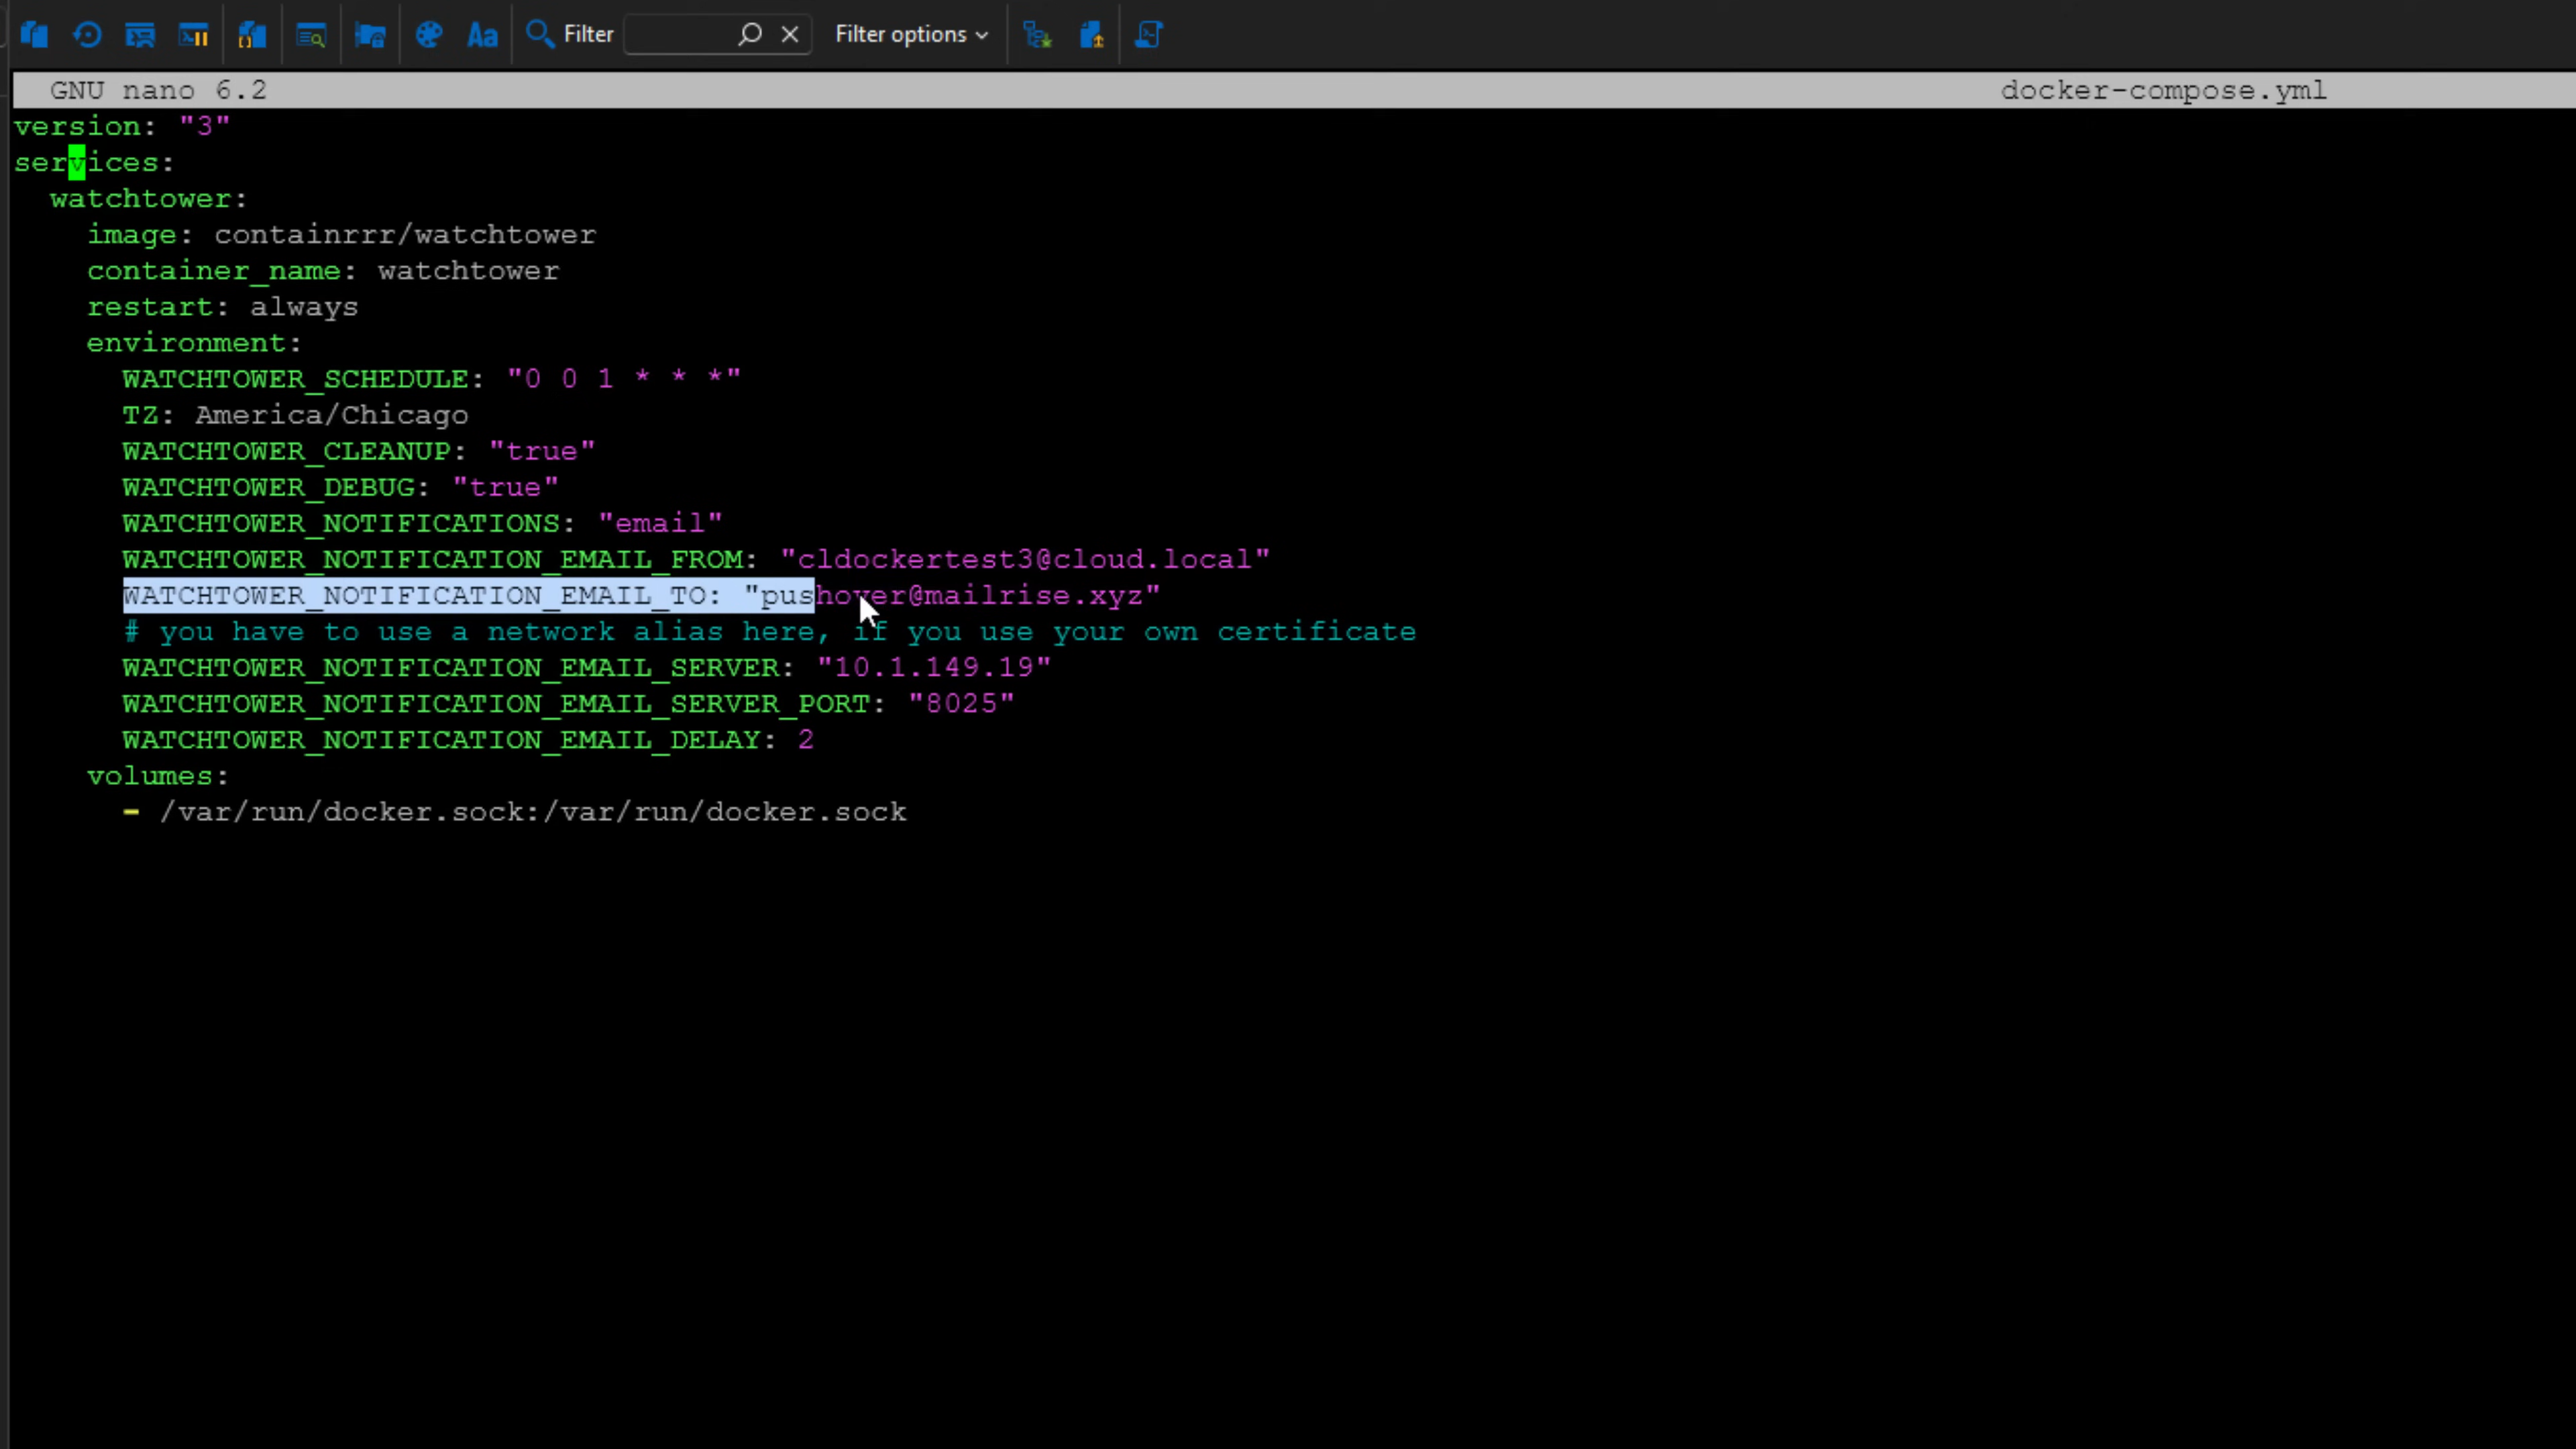 Aa Filter Filter options
GNU nano 6.2 docker-compose.yml
version: "3"
services:
watchtower:
image: containrrr/watchtower
container_name: watchtower
restart: always
environment:
WATCHTOWER_SCHEDULE: "0 0 1 * * *"
TZ: America/Chicago
WATCHTOWER_CLEANUP: "true"
WATCHTOWER_DEBUG: "true"
WATCHTOWER_NOTIFICATIONS: "email"
WATCHTOWER_NOTIFICATION_EMAIL_FROM: "cldockertest3@cloud.local"
WATCHTOWER_NOTIFICATION_EMAIL_TO: "pushover@mailrise.xyz"
# you have to use a network alias here, if you use your own certificate
WATCHTOWER_NOTIFICATION_EMAIL_SERVER: "10.1.149.19"
WATCHTOWER_NOTIFICATION_EMAIL_SERVER_PORT: "8025"
WATCHTOWER_NOTIFICATION_EMAIL_DELAY: 2
volumes:
- /var/run/docker.sock:/var/run/docker.sock